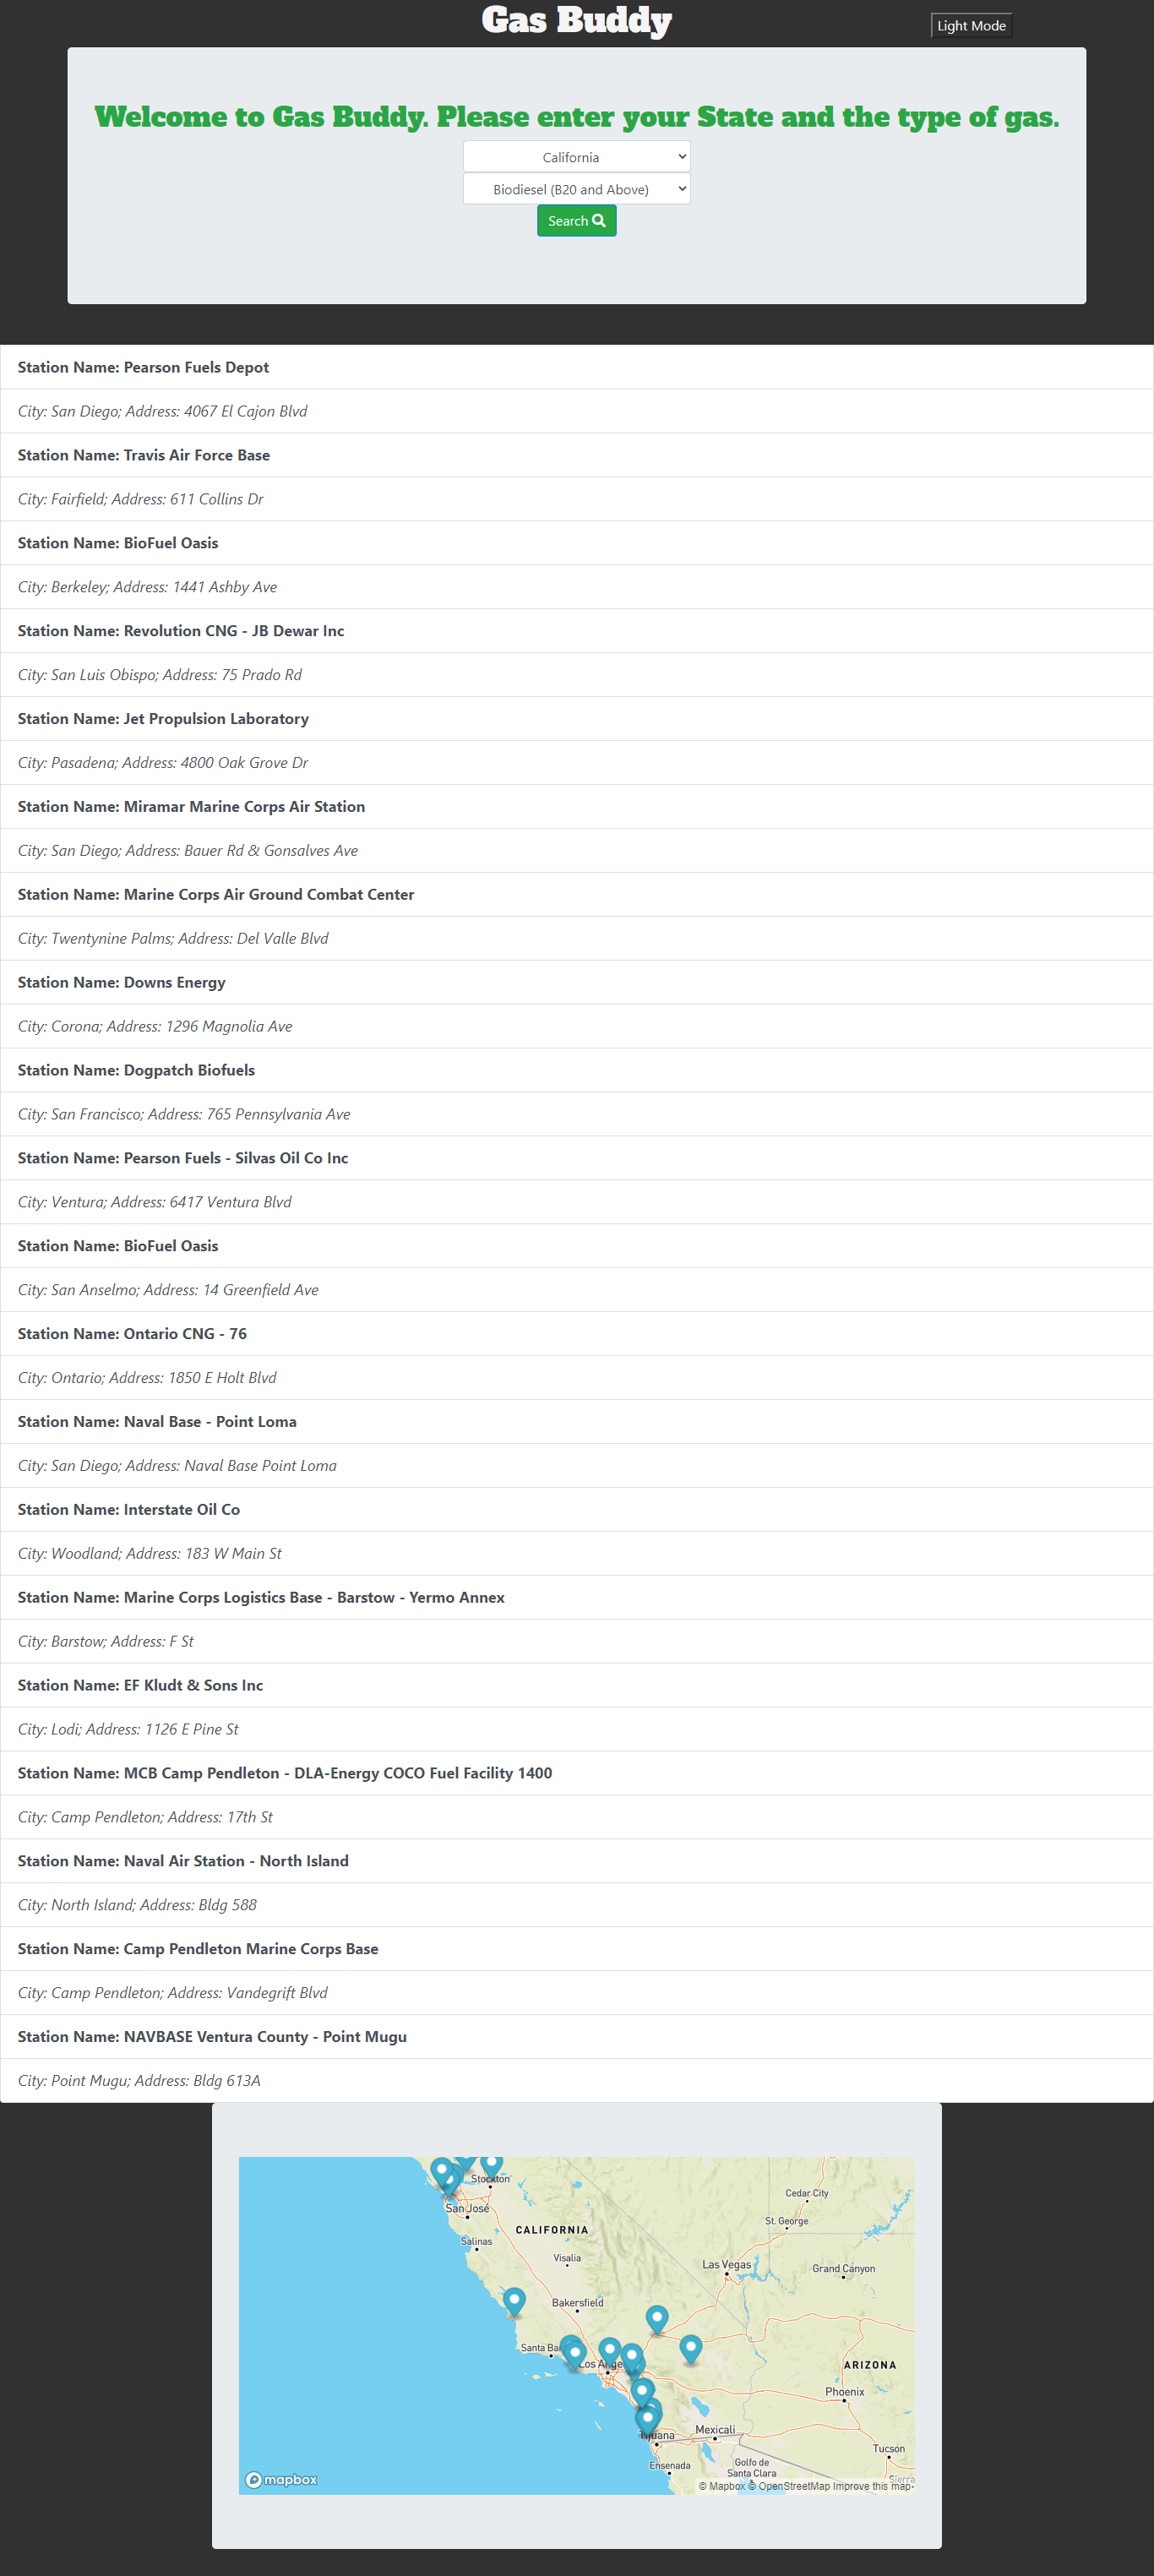 Gas Buddy
Light Mode
Welcome to Gas Buddy. Please enter your State and the type of gas.
California
Biodiesel (B20 and Above)
Search
Station Name: Pearson Fuels Depot
City: San Diego; Address: 4067 El Cajon Blvd
Station Name: Travis Air Force Base
City: Fairfield; Address: 611 Collins Dr
Station Name: BioFuel Oasis
City: Berkeley; Address: 1441 Ashby Ave
Station Name: Revolution CNG - JB Dewar Inc
City: San Luis Obispo; Address: 75 Prado Rd
Station Name: Jet Propulsion Laboratory
City: Pasadena; Address: 4800 Oak Grove Dr
Station Name: Miramar Marine Corps Air Station
City: San Diego; Address: Bauer Rd & Gonsalves Ave
Station Name: Marine Corps Air Ground Combat Center
City: Twentynine Palms; Address: Del Valle Blvd
Station Name: Downs Energy
City: Corona; Address: 1296 Magnolia Ave
Station Name: Dogpatch Biofuels
City: San Francisco; Address: 765 Pennsylvania Ave
Station Name: Pearson Fuels - Silvas Oil Co Inc
City: Ventura; Address: 6417 Ventura Blvd
Station Name: BioFuel Oasis
City: San Anselmo; Address: 14 Greenfield Ave
Station Name: Ontario CNG - 76
City: Ontario; Address: 1850 E Holt Blvd
Station Name: Naval Base - Point Loma
City: San Diego; Address: Naval Base Point Loma
Station Name: Interstate Oil Co
City: Woodland; Address: 183 W Main St
Station Name: Marine Corps Logistics Base - Barstow - Yermo Annex
City: Barstow; Address: F St
Station Name: EF Kludt & Sons Inc
City: Lodi; Address: 1126 E Pine St
Station Name: MCB Camp Pendleton - DLA-Energy COCO Fuel Facility 1400
City: Camp Pendleton; Address: 17th St
Station Name: Naval Air Station - North Island
City: North Island; Address: Bldg 588
Station Name: Camp Pendleton Marine Corps Base
City: Camp Pendleton; Address: Vandegrift Blvd
Station Name: NAVBASE Ventura County - Point Mugu
City: Point Mugu; Address: Bldg 613A
Stockton
Cedar City
San José
St. George
CALIFORNIA
Salinas
Visalia
Las Vegas
Grand Canyon
Bakersfield
Santa Ba
Los Ange
ARIZONA
Phoenix
Mexicali
Tijuana
Tucson
Ensenada
Golfo de
Santa Clara
Sierra
mapbox
© Mapbox © OpenStreetMap Improve this map